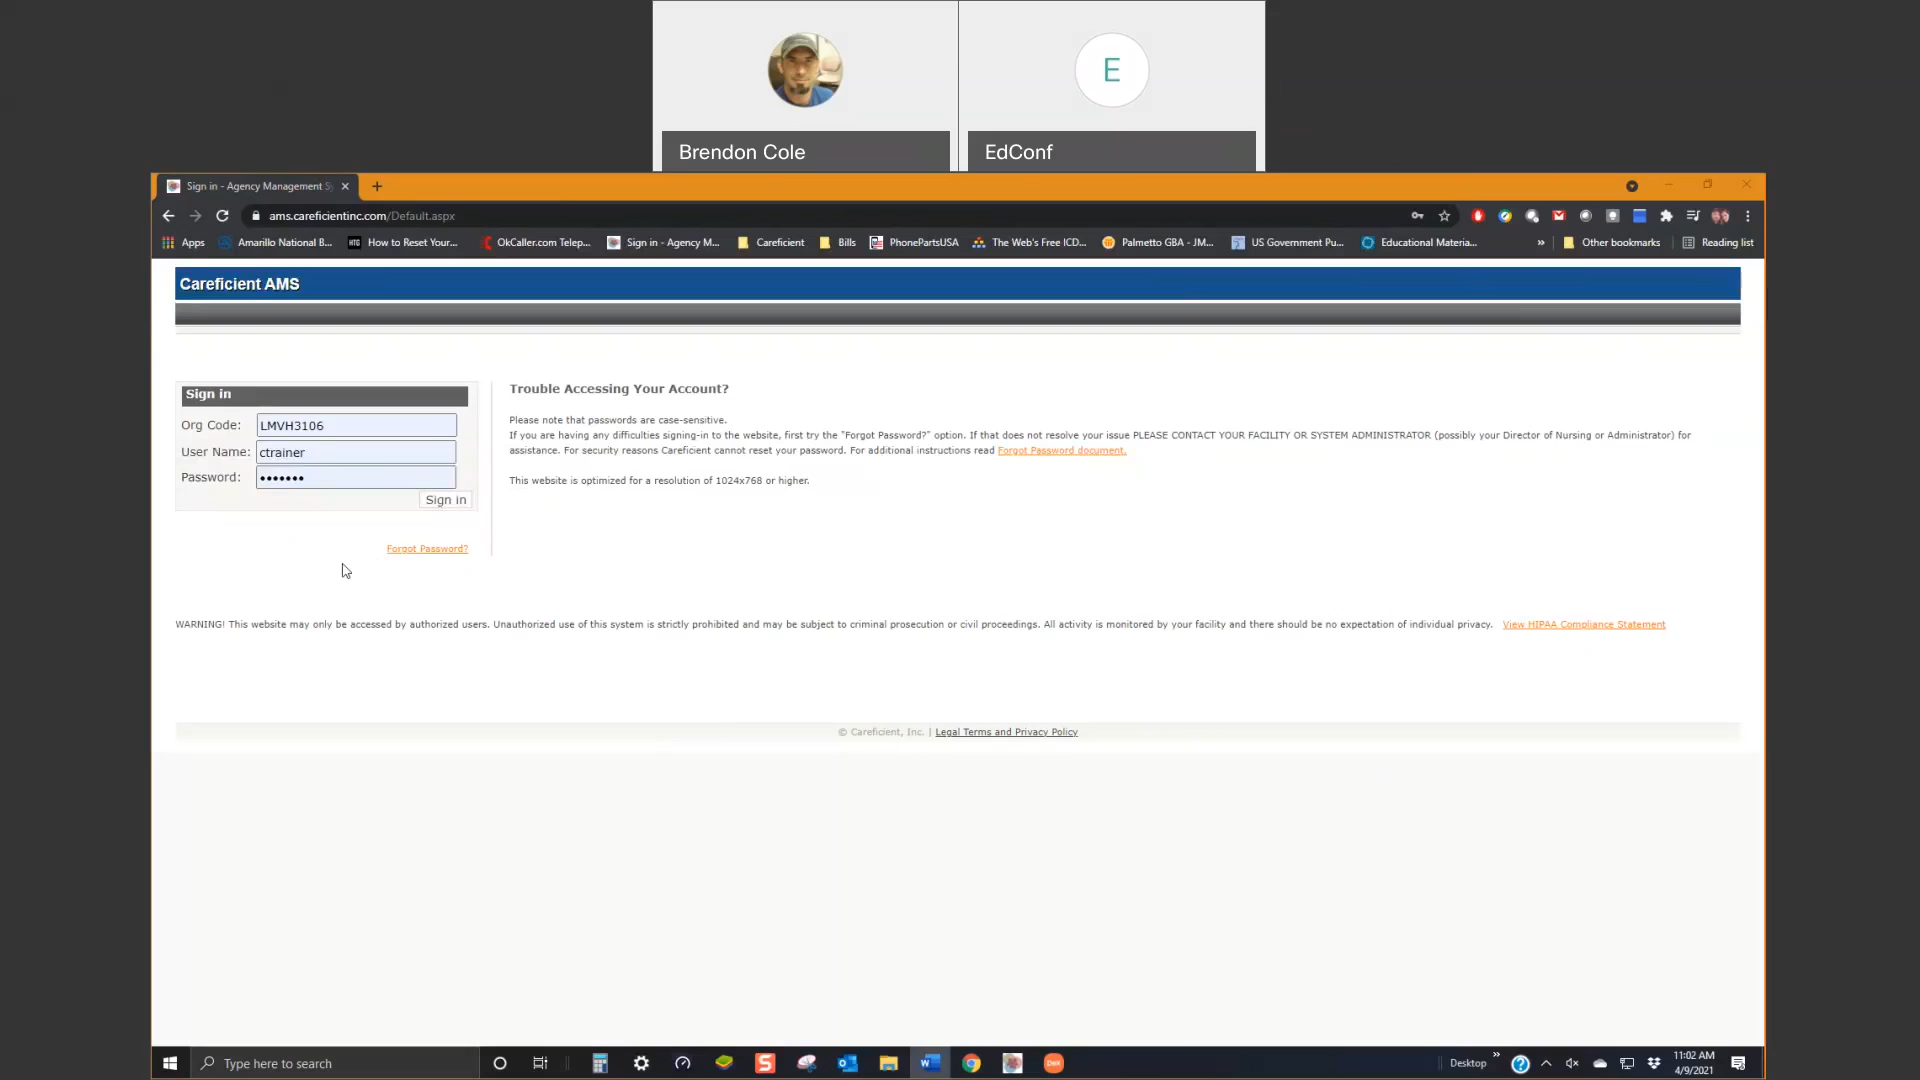 E
Brendon Cole
EdConf
Sign in - Agency Management S
ams.careficientinc.com/Default.aspx
Apps
Amarillo National B...
HTG
How to Reset Your...
OkCaller.com Telep...
Sign in - Agency M...
Careficient
Bills
PhonePartsUSA
The Web's Free ICD...
Palmetto GBA - JM...
US Government Pu...
Educational Materia...
»
Other bookmarks
Reading list
Careficient AMS
Sign in
Org Code: LMVH3106
User Name: ctrainer
Password: •••••••
Sign in
Forgot Password?
Trouble Accessing Your Account?
Please note that passwords are case-sensitive.
If you are having any difficulties signing-in to the website, first try the "Forgot Password?" option. If that does not resolve your issue PLEASE CONTACT YOUR FACILITY OR SYSTEM ADMINISTRATOR (possibly your Director of Nursing or Administrator) for
assistance. For security reasons Careficient cannot reset your password. For additional instructions read Forgot Password document.
This website is optimized for a resolution of 1024x768 or higher.
WARNING! This website may only be accessed by authorized users. Unauthorized use of this system is strictly prohibited and may be subject to criminal prosecution or civil proceedings. All activity is monitored by your facility and there should be no expectation of individual privacy. View HIPAA Compliance Statement
© Careficient, Inc. | Legal Terms and Privacy Policy
Type here to search
Desktop
»
11:02 AM
4/9/2021